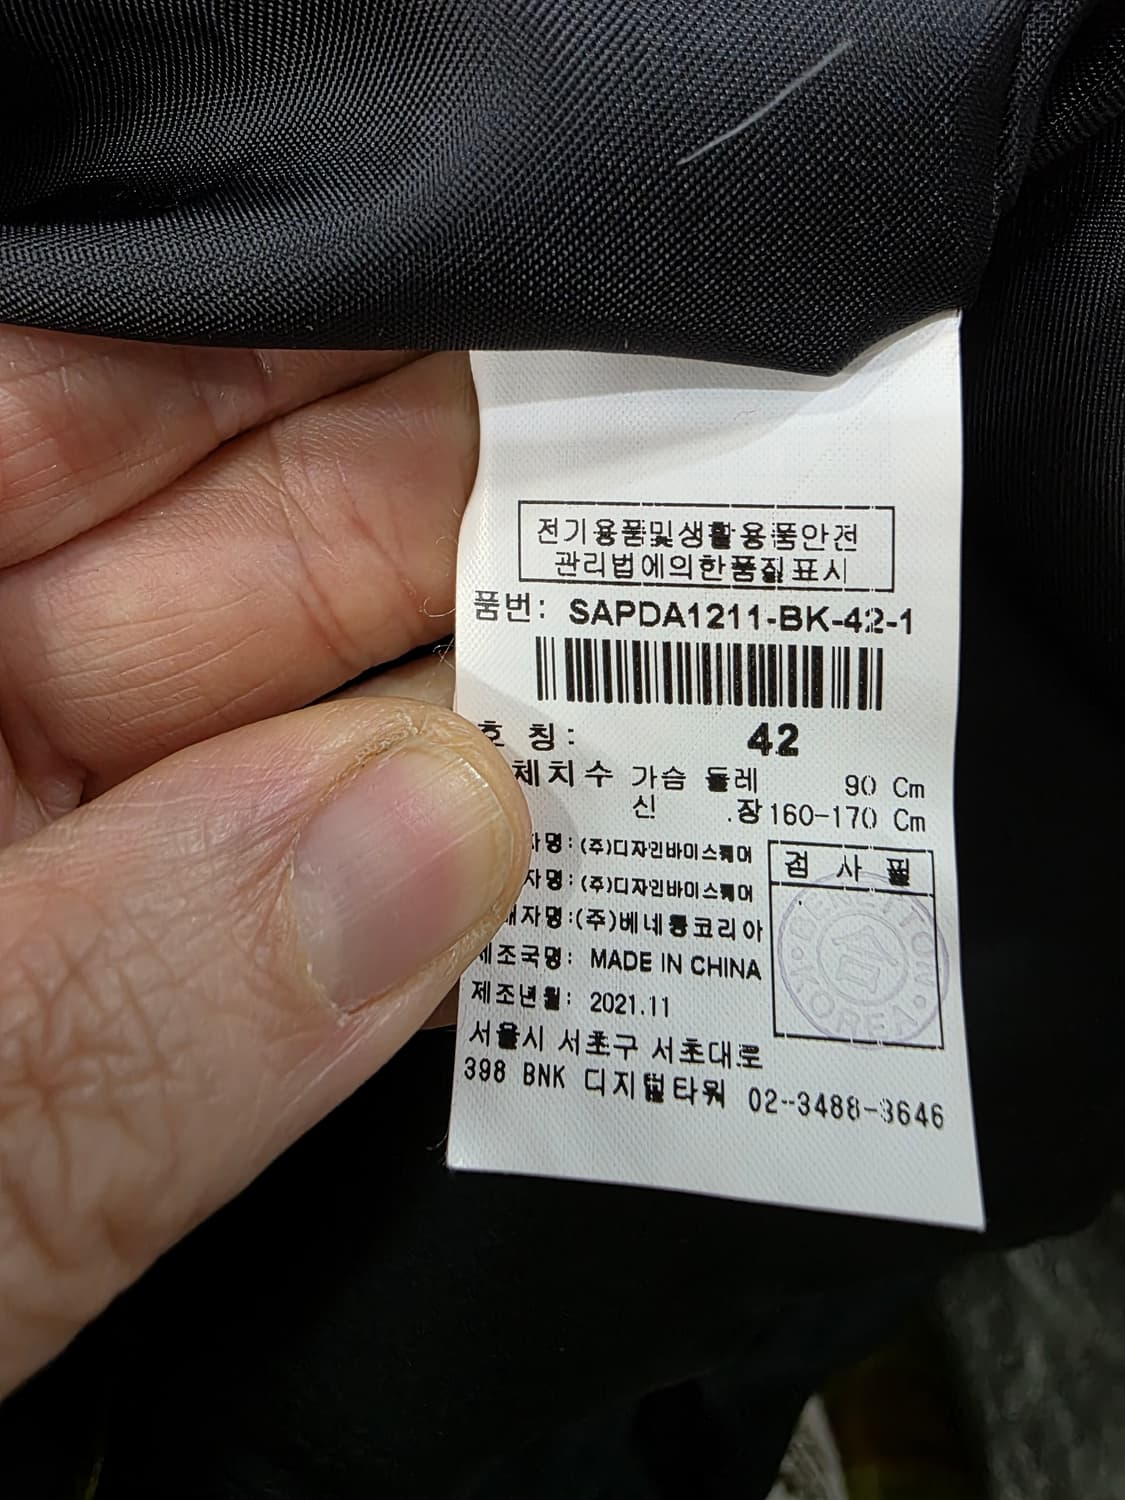 전기용품및생활용품안전
관리법에의한품질표시
품번: SAPDA1211-BK-42-1
호 칭: 42
체치수 가슴 둘레 90 Cm
신 장 160-170 Cm
자명: (주)디자인바이스퀘어
자명: (주)디자인바이스퀘어
매자명: (주)베네통코리아
제조국명: MADE IN CHINA
제조년월: 2021.11
검 사 필
BENETTON
合
KOREA
서울시 서초구 서초대로
398 BNK 디지털타워 02-3488-3646